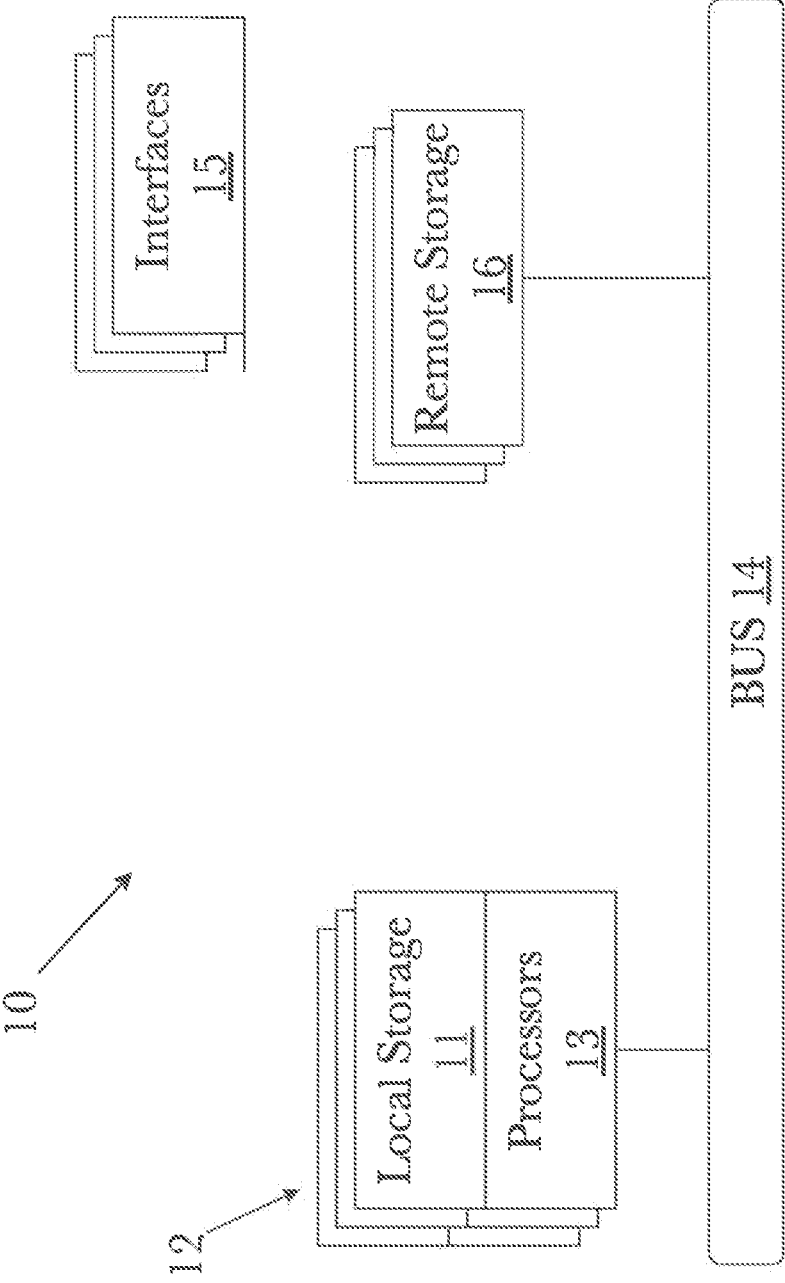 10
12
Local Storage
11
Processors
13
Interfaces
15
Remote Storage
16
BUS 14